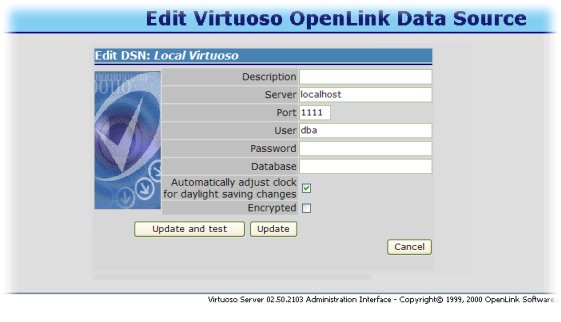 Edit Virtuoso OpenLink Data Source
Edit DSN: Local Virtuoso
Description
Server localhost
Port 1111
User dba
Password
Database
Automatically adjust clock
for daylight saving changes
Encrypted
Update and test Update
Cancel
Virtuoso Server 02.50.2103 Administration Interface - Copyright© 1999, 2000 OpenLink Software